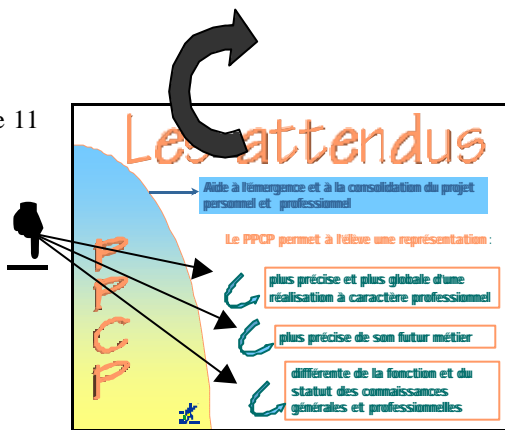 e 11
Les attendus
Aide à l'émergence et à la consolidation du projet
personnel et professionnel
Le PPCP permet à l'élève une représentation :
PPCP
plus précise et plus globale d'une
réalisation à caractère professionnel
plus précise de son futur métier
différente de la fonction et du
statut des connaissances
générales et professionnelles